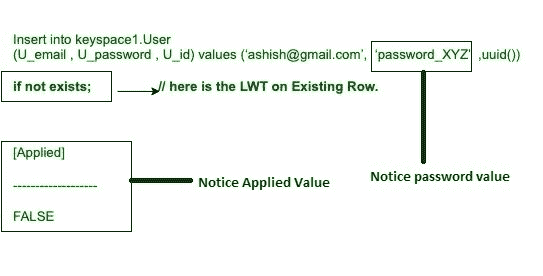 Insert into keyspace1.User
(U_email , U_password , U_id) values (‘ashish@gmail.com’, ‘password_XYZ’ ,uuid())
if not exists; // here is the LWT on Existing Row.
[Applied]
-------------------
FALSE
Notice Applied Value
Notice password value